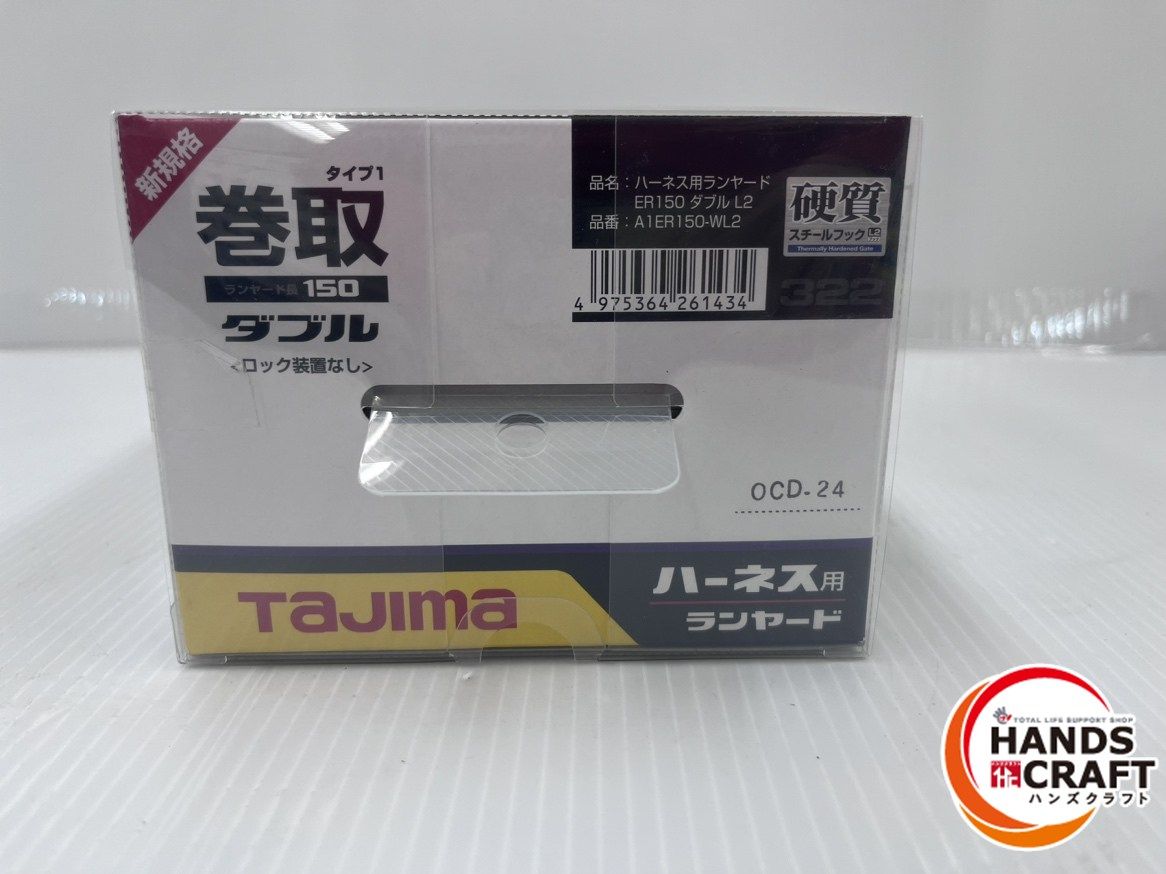 新規格
タイプ1
巻取
ランヤード長 150
ダブル
<ロック装置なし>
品名：ハーネス用ランヤード
ER150 ダブル L2
品番：A1ER150-WL2
4 975364 261434
硬質
スチールフック L2
Thermally Hardened Gate
322
OCD-24
TaJIma
ハーネス用
ランヤード
TOTAL LIFE SUPPORT SHOP
HANDS
CRAFT
ハンズクラフト